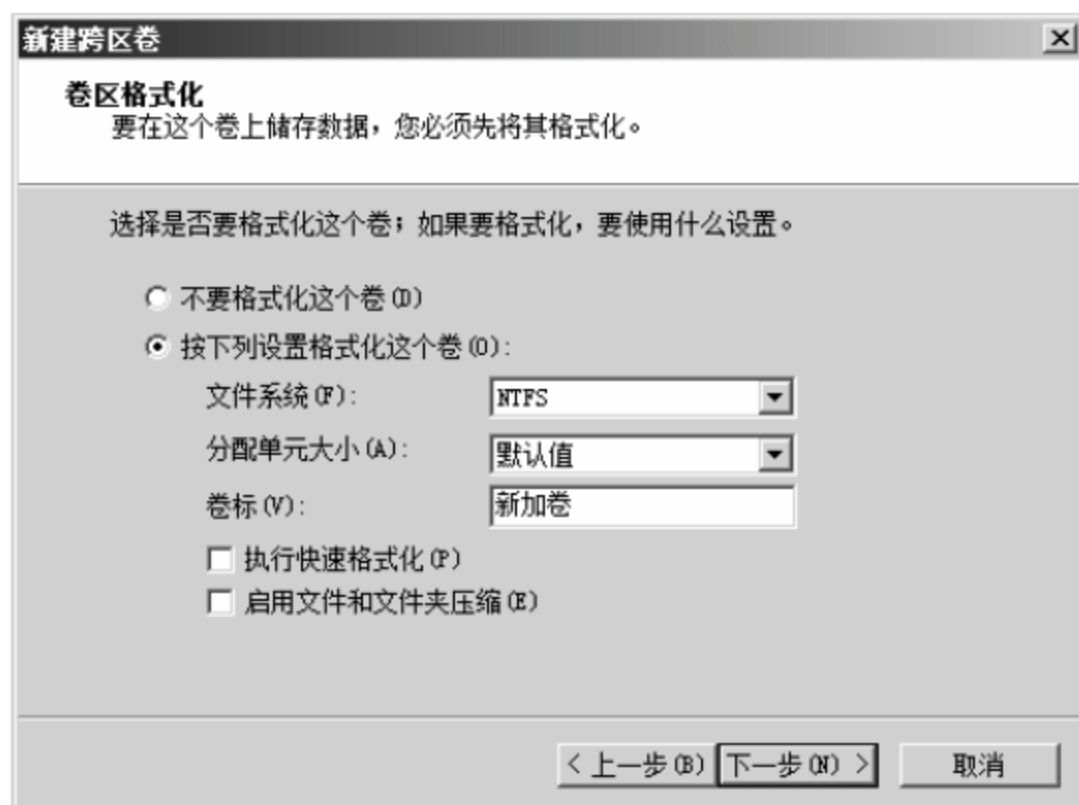 新建跨区卷
卷区格式化
要在这个卷上储存数据，您必须先将其格式化。
选择是否要格式化这个卷；如果要格式化，要使用什么设置。
不要格式化这个卷(D)
按下列设置格式化这个卷(O):
文件系统(F): NTFS
分配单元大小(A): 默认值
卷标(V): 新加卷
执行快速格式化(P)
启用文件和文件夹压缩(E)
< 上一步(B) 下一步(N) > 取消